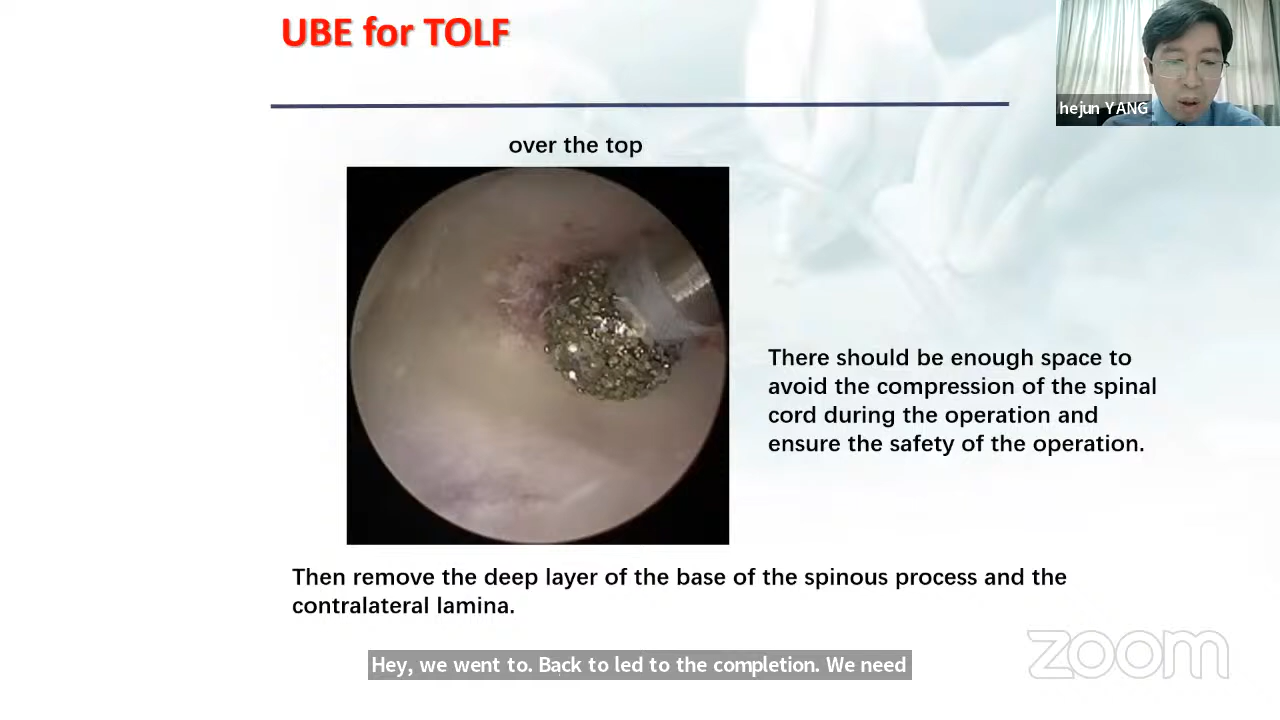 UBE for TOLF
hejun YANG
over the top
There should be enough space to
avoid the compression of the spinal
cord during the operation and
ensure the safety of the operation.
Then remove the deep layer of the base of the spinous process and the
contralateral lamina.
Hey, we went to. Back to led to the completion. We need
zoom